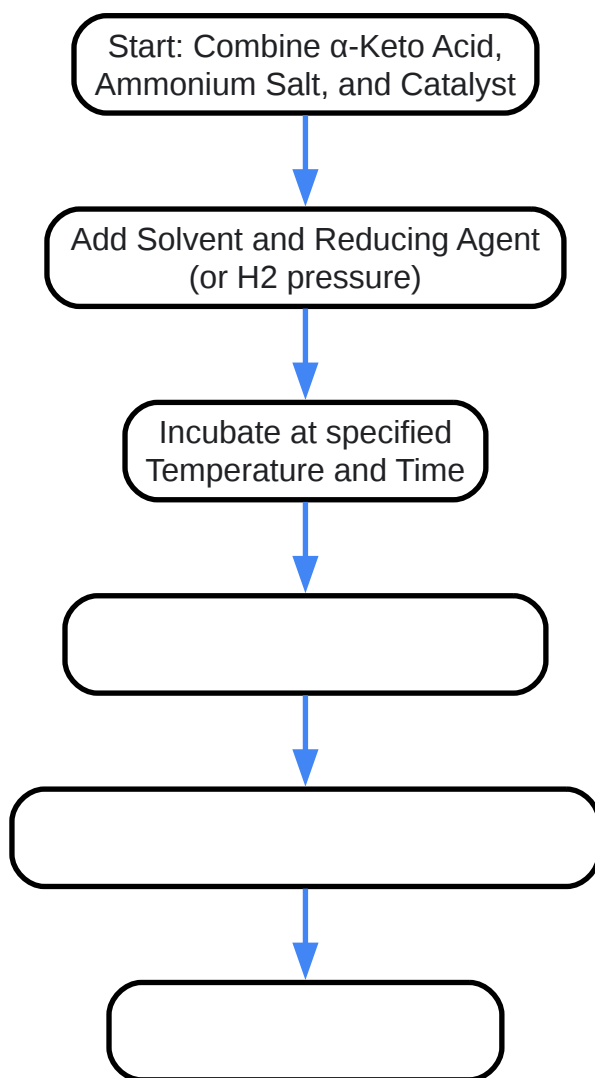 Start: Combine α-Keto Acid,
Ammonium Salt, and Catalyst
Add Solvent and Reducing Agent
(or H2 pressure)
Incubate at specified
Temperature and Time